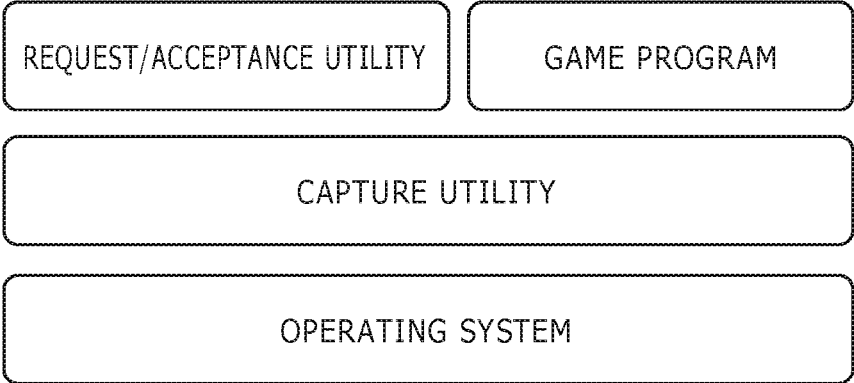 REQUEST/ACCEPTANCE UTILITY
GAME PROGRAM
CAPTURE UTILITY
OPERATING SYSTEM